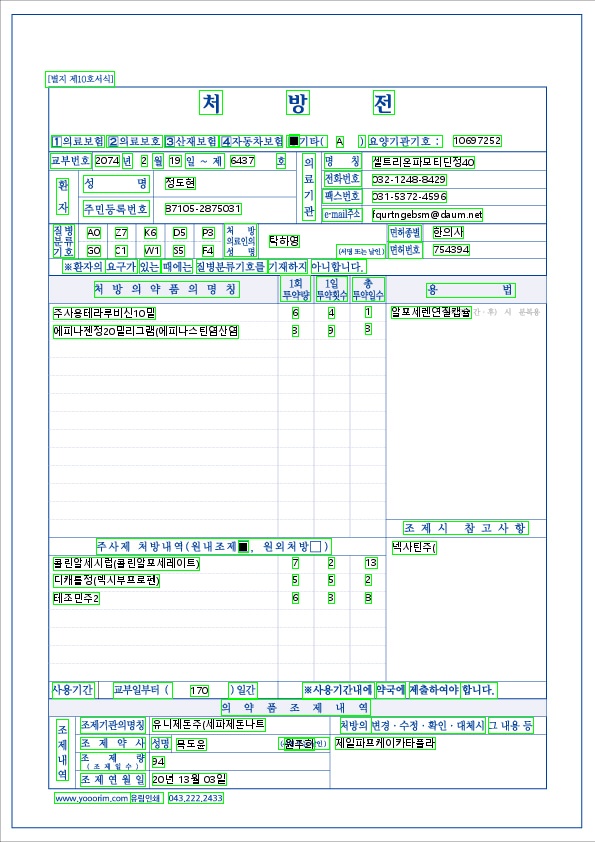 [별지 제10호서식]
처 방 전
1의료보험 2의료보호 3산재보험 4자동차보험 ■기타( A ) 요양기관기호 : 10697252
교부번호 2074 년 2 월 19 일 - 제 6437 호
의료기관
명 칭 셀트리온파모티딘정40
환자
성 명 정도현
전화번호 032-1248-8429
팩스번호 031-5372-4596
주민등록번호 87105-2875031
e-mail주소 fqurtngebsm@daum.net
질병분류기호
A0 Z7 K6 D5 P3
G0 C1 W1 S5 F4
처 방 의료인의 성 명 탁하영 (서명 또는 날인)
면허종별 한의사
면허번호 754394
※환자의 요구가 있는 때에는 질병분류기호를 기재하지 아니합니다.
처 방 의 약 품 의 명 칭 1회 투약량 1일 투약횟수 총 투약일수 용 법
주사용테라루비신10밀 6 4 1 알포세렌연질캡슐 간·후) 시 분복용
에피나젠정20밀리그램(에피나스틴염산염 3 9 3
조 제 시 참 고 사 항
주사제 처방내역(원내조제■, 원외처방□)
넥사틴주(
콜린알세시럽(콜린알포세레이트) 7 2 13
디캐롤정(덱시부프로펜) 5 5 2
테조민주2 6 3 8
사용기간 교부일부터 ( 170 ) 일간 ※사용기간내에 약국에 제출하여야 합니다.
의 약 품 조 제 내 역
조제내역
조제기관의명칭 유니제돈주(세파제돈나트
처방의 변경·수정·확인·대체시 그 내용 등
조 제 약 사 성명 목도윤
제일파프케이카타플라
조 제 량 (조제일수) 94
조 제 연 월 일 20년 13월 03일
www.yooorim.com 유림인쇄 043.222.2433